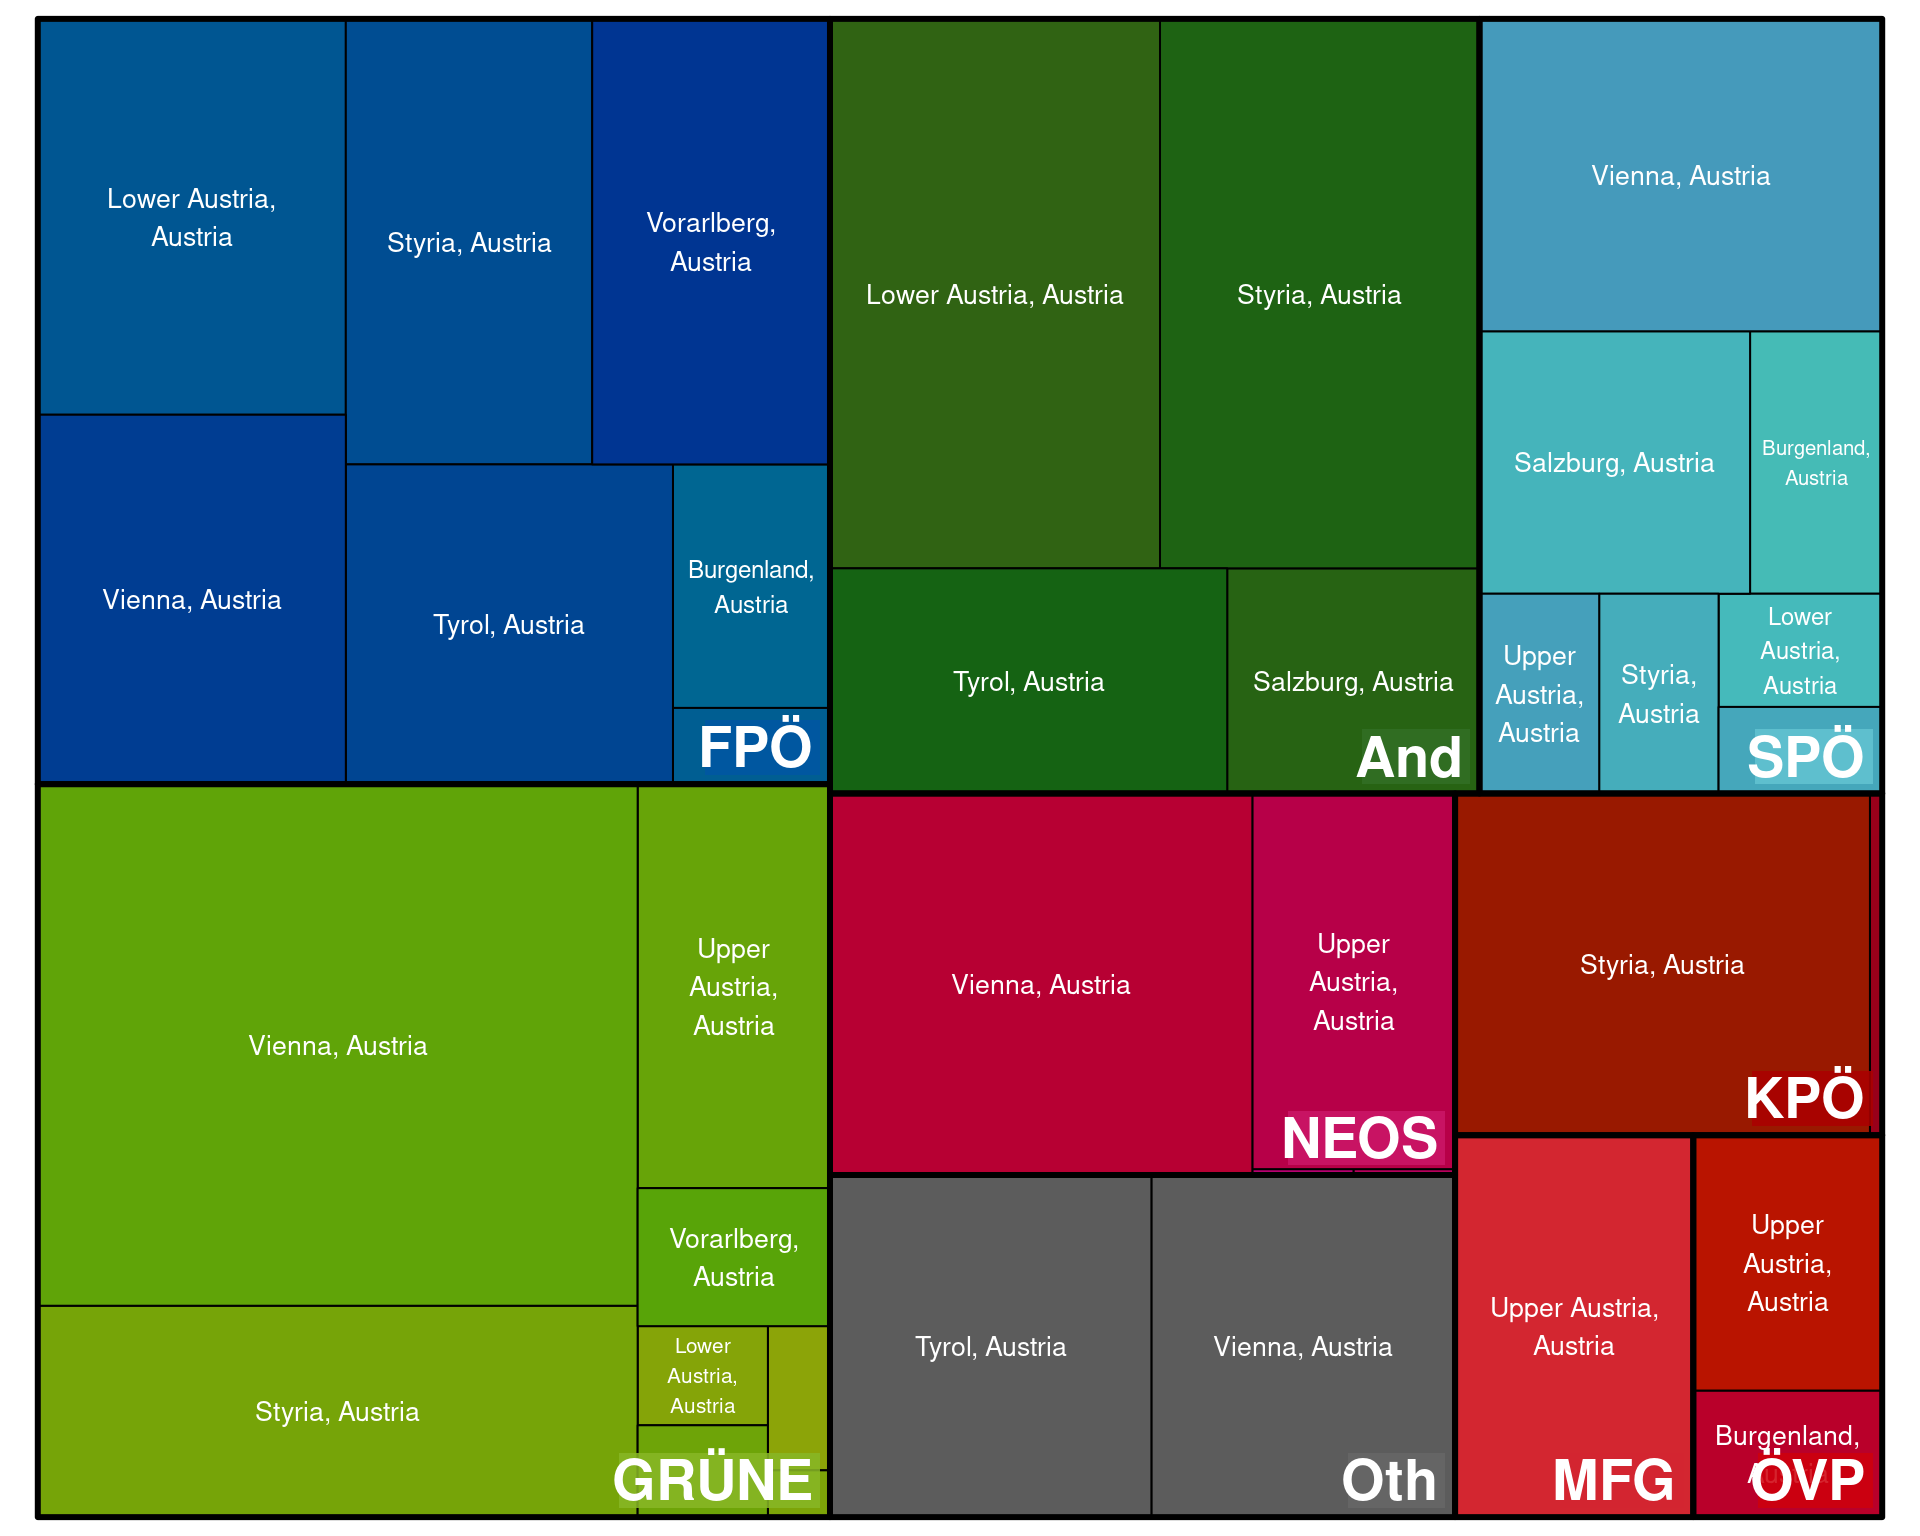 Lower Austria,
Austria
Styria, Austria
Vorarlberg,
Austria
Vienna, Austria
Tyrol, Austria
Burgenland,
Austria
FPÖ
Lower Austria, Austria
Styria, Austria
Tyrol, Austria
Salzburg, Austria
And
Vienna, Austria
Salzburg, Austria
Burgenland,
Austria
Upper
Austria,
Austria
Styria,
Austria
Lower
Austria,
Austria
SPÖ
Vienna, Austria
Upper
Austria,
Austria
Vorarlberg,
Austria
Styria, Austria
Lower
Austria,
Austria
GRÜNE
Vienna, Austria
Upper
Austria,
Austria
NEOS
Styria, Austria
KPÖ
Tyrol, Austria
Vienna, Austria
Oth
Upper Austria,
Austria
MFG
Upper
Austria,
Austria
Burgenland,
ÖVP